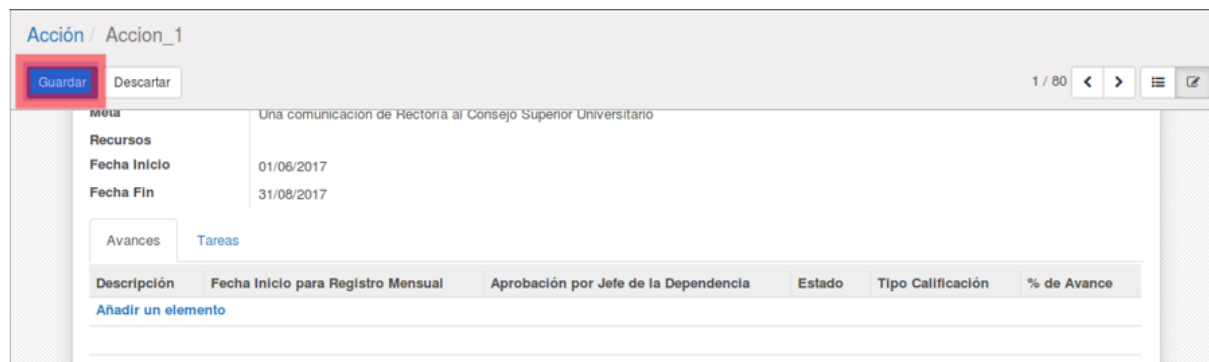 Acción / Accion_1
Guardar Descartar 1 / 80
Meta Una comunicación de Rectoría al Consejo Superior Universitario
Recursos
Fecha Inicio 01/06/2017
Fecha Fin 31/08/2017
Avances Tareas
Descripción Fecha Inicio para Registro Mensual Aprobación por Jefe de la Dependencia Estado Tipo Calificación % de Avance
Añadir un elemento